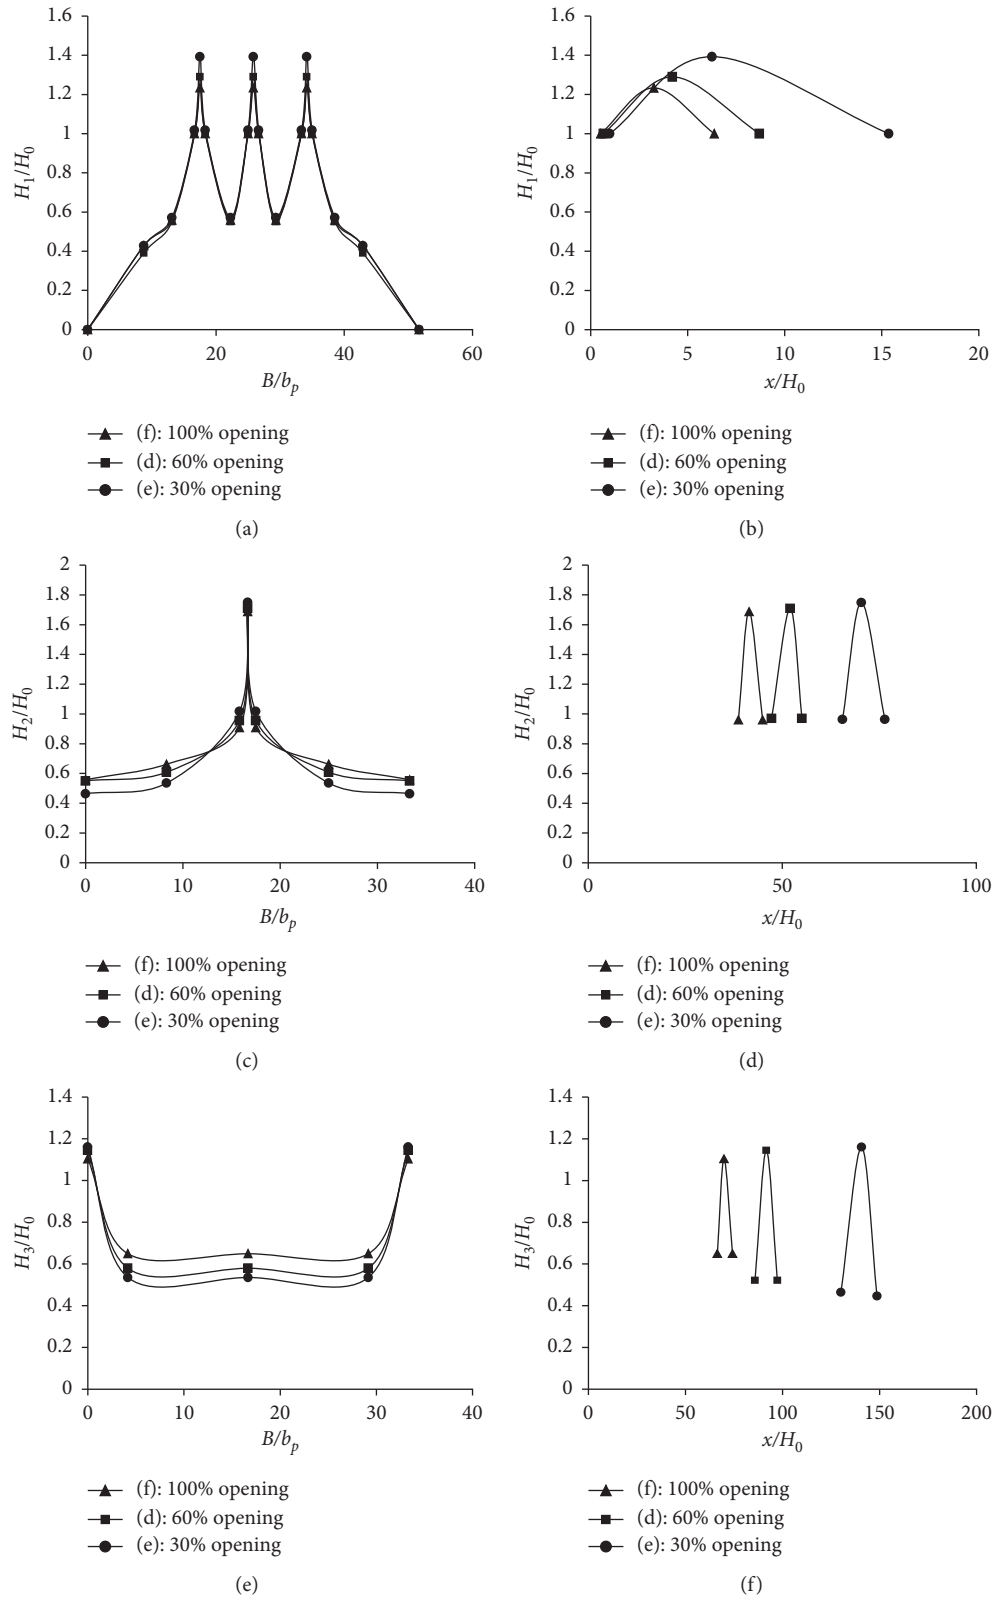 1.6
1.4
1.2
1
0.8
0.6
0.4
0.2
0
H1/H0
0 20 40 60
B/bp
(f): 100% opening
(d): 60% opening
(e): 30% opening
(a)
1.6
1.4
1.2
1
0.8
0.6
0.4
0.2
0
H1/H0
0 5 10 15 20
x/H0
(f): 100% opening
(d): 60% opening
(e): 30% opening
(b)
2
1.8
1.6
1.4
1.2
1
0.8
0.6
0.4
0.2
0
H2/H0
0 10 20 30 40
B/bp
(f): 100% opening
(d): 60% opening
(e): 30% opening
(c)
2
1.8
1.6
1.4
1.2
1
0.8
0.6
0.4
0.2
0
H2/H0
0 50 100
x/H0
(f): 100% opening
(d): 60% opening
(e): 30% opening
(d)
1.4
1.2
1
0.8
0.6
0.4
0.2
0
H3/H0
0 10 20 30 40
B/bp
(f): 100% opening
(d): 60% opening
(e): 30% opening
(e)
1.4
1.2
1
0.8
0.6
0.4
0.2
0
H3/H0
0 50 100 150 200
x/H0
(f): 100% opening
(d): 60% opening
(e): 30% opening
(f)